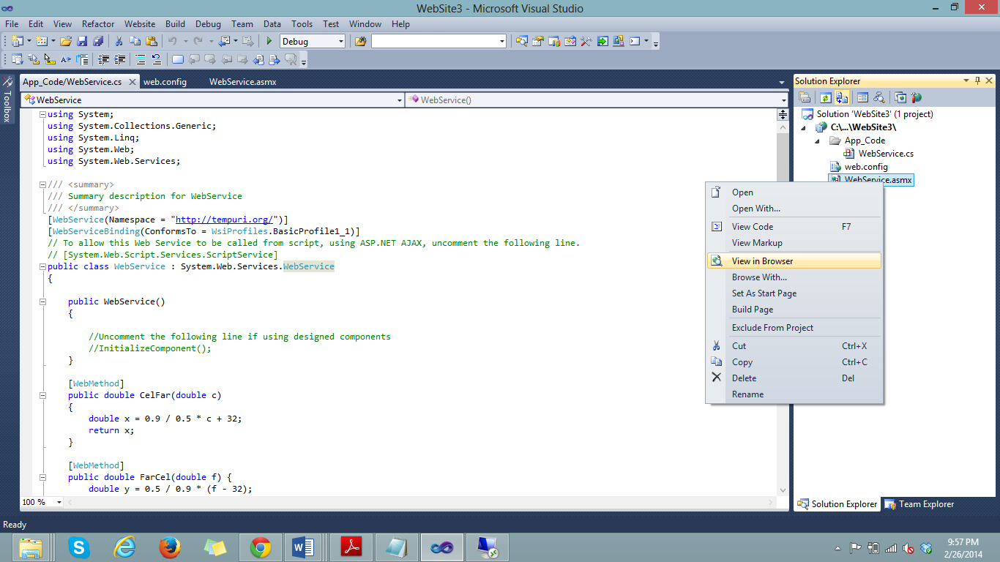 WebSite3 - Microsoft Visual Studio
File Edit View Refactor Website Build Debug Team Data Tools Test Window Help
Debug
Toolbox
App_Code/WebService.cs web.config WebService.asmx
WebService WebService()
using System;
using System.Collections.Generic;
using System.Linq;
using System.Web;
using System.Web.Services;
/// <summary>
/// Summary description for WebService
/// </summary>
[WebService(Namespace = "http://tempuri.org/")]
[WebServiceBinding(ConformsTo = WsiProfiles.BasicProfile1_1)]
// To allow this Web Service to be called from script, using ASP.NET AJAX, uncomment the following line.
// [System.Web.Script.Services.ScriptService]
public class WebService : System.Web.Services.WebService
{
public WebService()
{
//Uncomment the following line if using designed components
//InitializeComponent();
}
[WebMethod]
public double CelFar(double c)
{
double x = 0.9 / 0.5 * c + 32;
return x;
}
[WebMethod]
public double FarCel(double f) {
double y = 0.5 / 0.9 * (f - 32);
100 %
Solution Explorer
Solution 'WebSite3' (1 project)
C:\...\WebSite3\
App_Code
WebService.cs
web.config
WebService.asmx
Open
Open With...
View Code F7
View Markup
View in Browser
Browse With...
Set As Start Page
Build Page
Exclude From Project
Cut Ctrl+X
Copy Ctrl+C
Delete Del
Rename
Solution Explorer Team Explorer
Ready
9:57 PM
2/26/2014